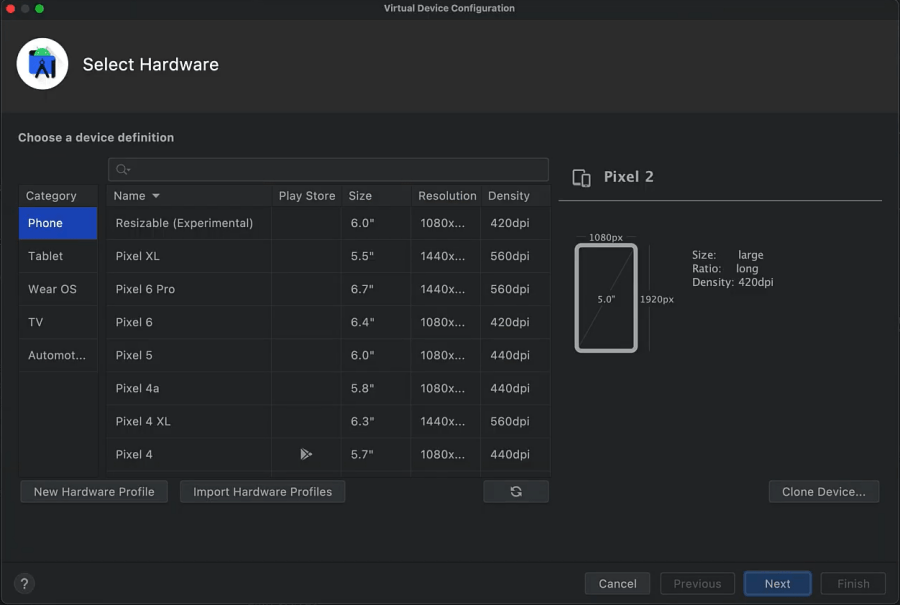 Virtual Device Configuration
Select Hardware
Choose a device definition
Category
Phone
Tablet
Wear OS
TV
Automot...
Name Play Store Size Resolution Density
Resizable (Experimental) 6.0" 1080x... 420dpi
Pixel XL 5.5" 1440x... 560dpi
Pixel 6 Pro 6.7" 1440x... 560dpi
Pixel 6 6.4" 1080x... 420dpi
Pixel 5 6.0" 1080x... 440dpi
Pixel 4a 5.8" 1080x... 440dpi
Pixel 4 XL 6.3" 1440x... 560dpi
Pixel 4 5.7" 1080x... 440dpi
Pixel 2
1080px
5.0"
1920px
Size: large
Ratio: long
Density: 420dpi
New Hardware Profile Import Hardware Profiles Clone Device...
? Cancel Previous Next Finish